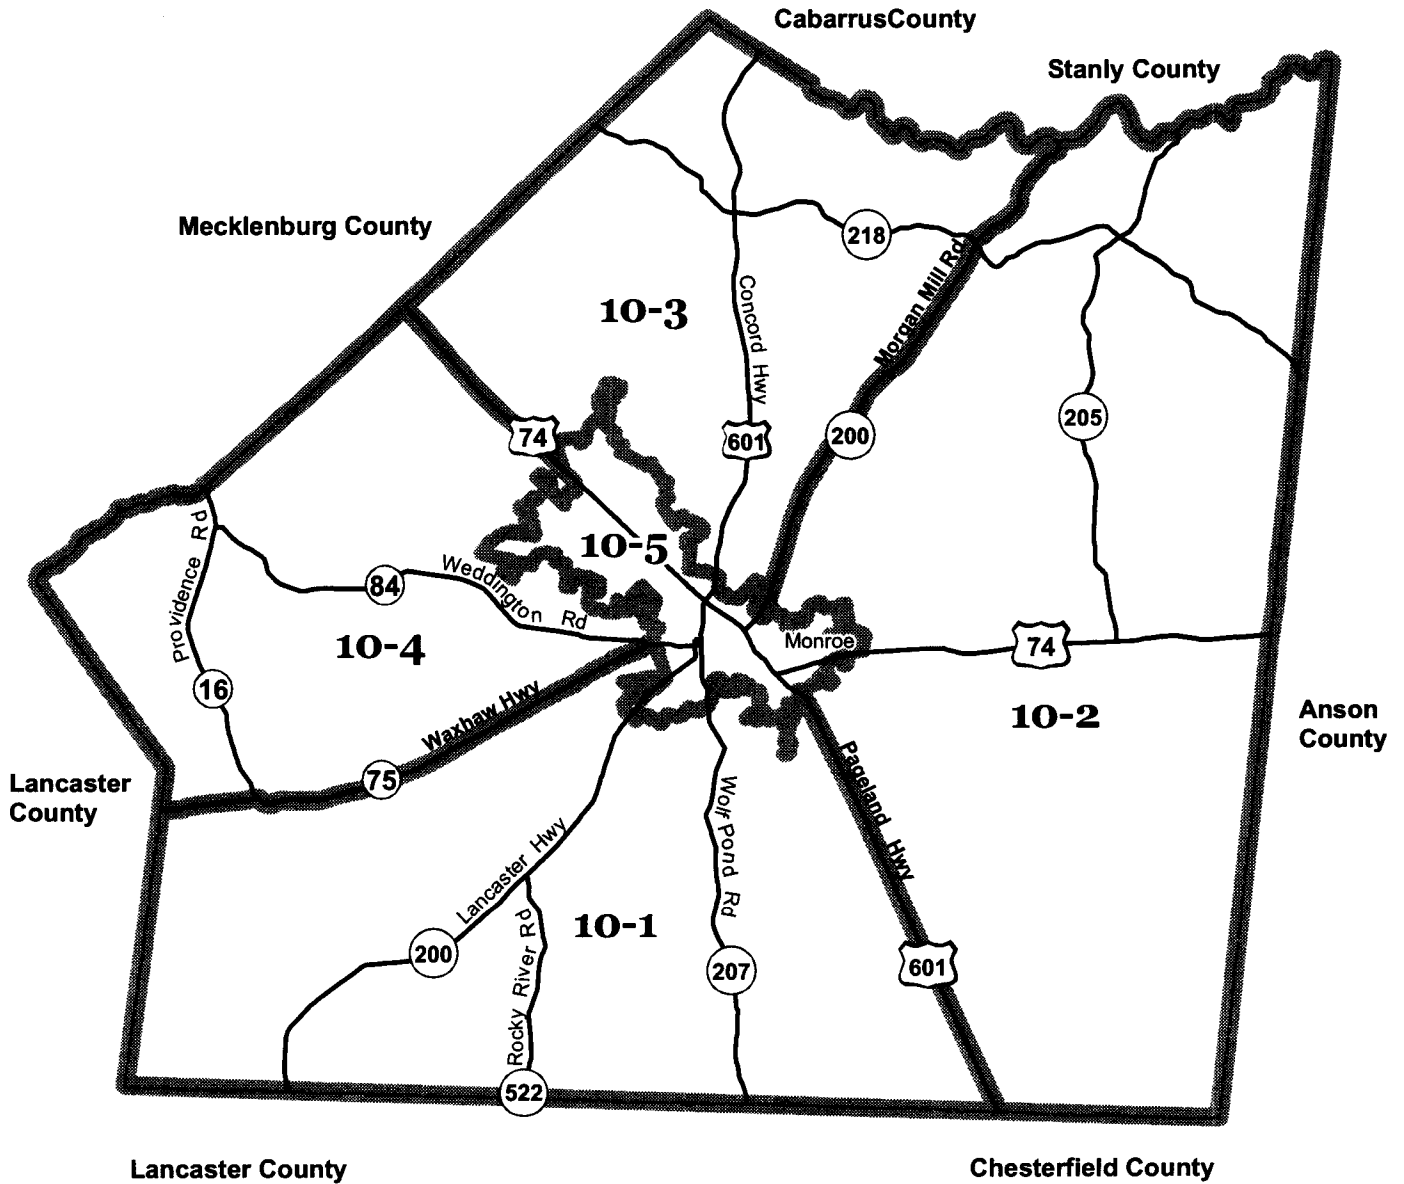 CabarrusCounty
Stanly County
Mecklenburg County
218
Morgan Mill Rd
10-3
Concord Hwy
205
74
601
200
Providence Rd
10-5
84
Weddington Rd
10-4
Monroe
74
16
10-2
Waxhaw Hwy
Anson
County
75
Lancaster
County
Pageland Hwy
Wolf Pond Rd
Lancaster Hwy
10-1
200
Rocky River Rd
207
601
522
Lancaster County
Chesterfield County